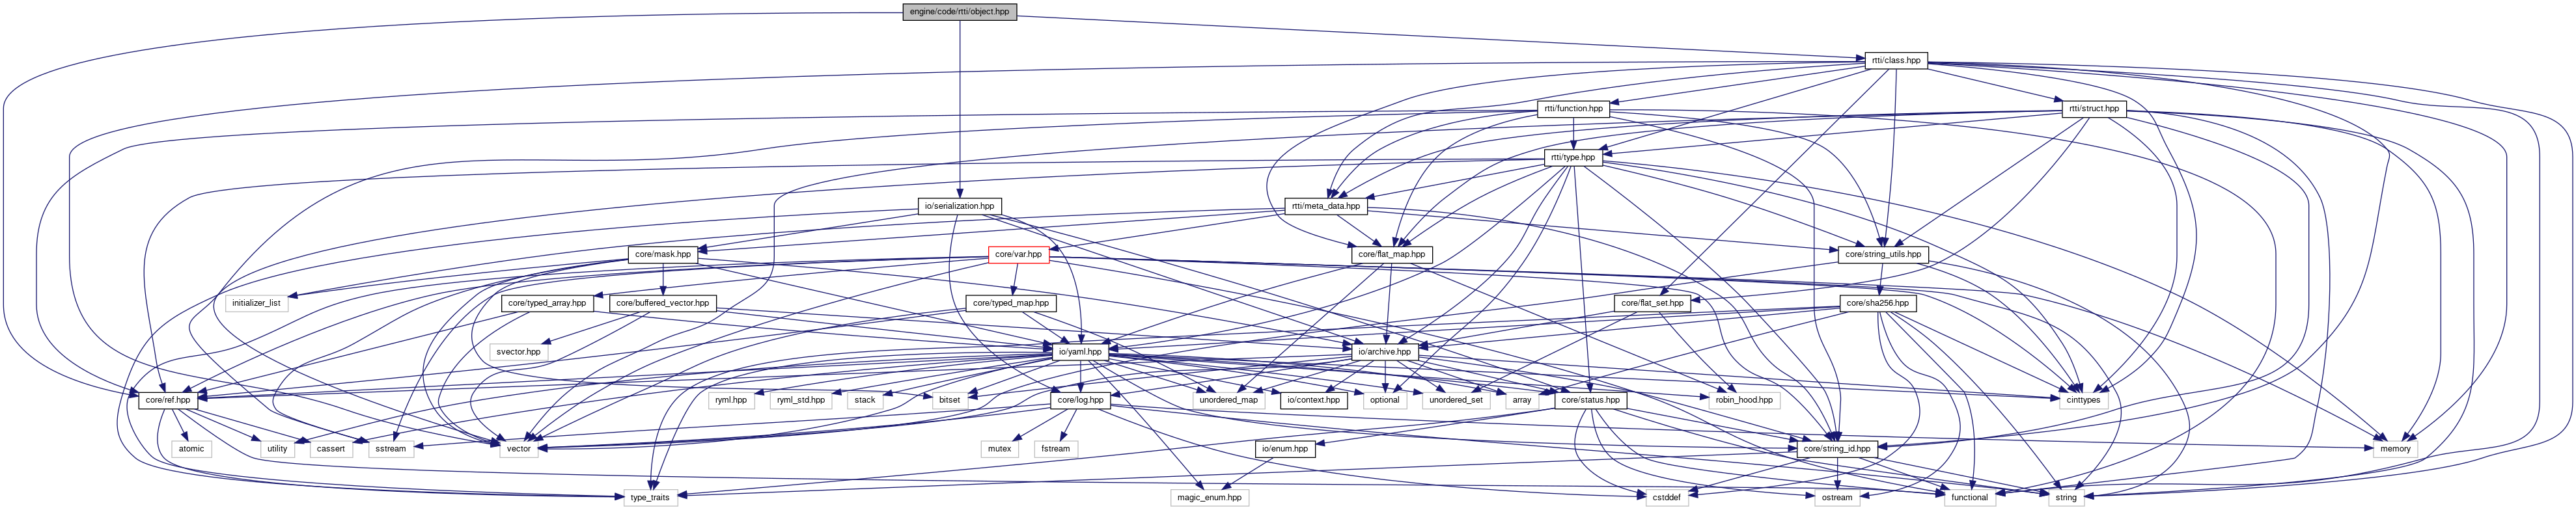 engine/code/rtti/object.hpp
rtti/class.hpp
rtti/function.hpp
rtti/struct.hpp
rtti/type.hpp
io/serialization.hpp
rtti/meta_data.hpp
core/mask.hpp
core/var.hpp
core/flat_map.hpp
core/string_utils.hpp
initializer_list
core/typed_array.hpp
core/buffered_vector.hpp
core/typed_map.hpp
core/flat_set.hpp
core/sha256.hpp
svector.hpp
io/yaml.hpp
io/archive.hpp
core/ref.hpp
ryml.hpp
ryml_std.hpp
stack
bitset
core/log.hpp
unordered_map
io/context.hpp
optional
unordered_set
array
core/status.hpp
robin_hood.hpp
cinttypes
atomic
utility
cassert
sstream
vector
mutex
fstream
io/enum.hpp
core/string_id.hpp
memory
type_traits
magic_enum.hpp
cstddef
ostream
functional
string